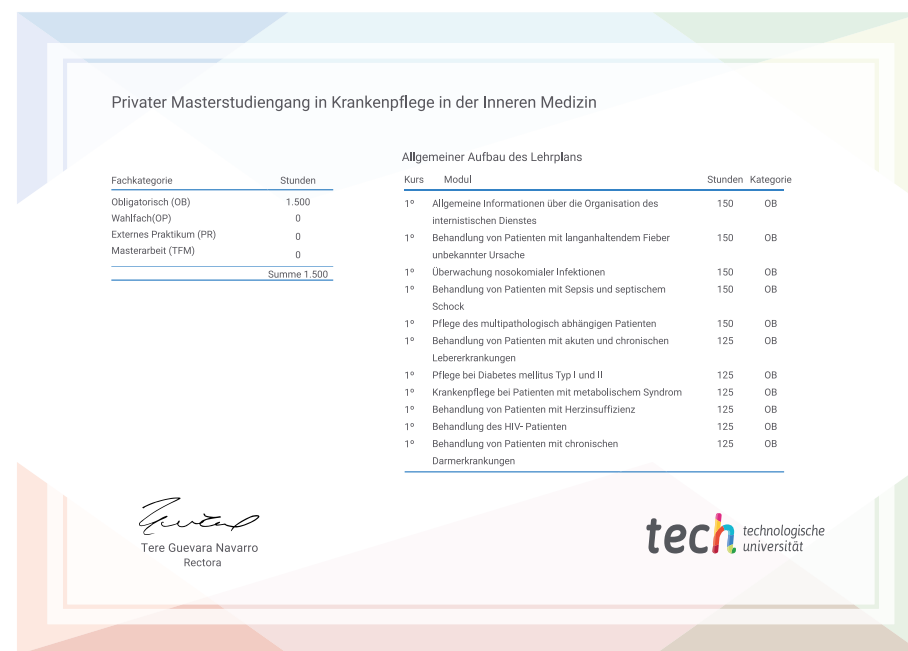 Privater Masterstudiengang in Krankenpflege in der Inneren Medizin
Fachkategorie Stunden
Obligatorisch (OB) 1.500
Wahlfach(OP) 0
Externes Praktikum (PR) 0
Masterarbeit (TFM) 0
Summe 1.500
Allgemeiner Aufbau des Lehrplans
Kurs Modul Stunden Kategorie
1º Allgemeine Informationen über die Organisation des 150 OB
internistischen Dienstes
1º Behandlung von Patienten mit langanhaltendem Fieber 150 OB
unbekannter Ursache
1º Überwachung nosokomialer Infektionen 150 OB
1º Behandlung von Patienten mit Sepsis und septischem 150 OB
Schock
1º Pflege des multipathologisch abhängigen Patienten 150 OB
1º Behandlung von Patienten mit akuten und chronischen 125 OB
Lebererkrankungen
1º Pflege bei Diabetes mellitus Typ I und II 125 OB
1º Krankenpflege bei Patienten mit metabolischem Syndrom 125 OB
1º Behandlung von Patienten mit Herzinsuffizienz 125 OB
1º Behandlung des HIV-Patienten 125 OB
1º Behandlung von Patienten mit chronischen 125 OB
Darmerkrankungen
Tere Guevara Navarro
Rectora
tech technologische
universität